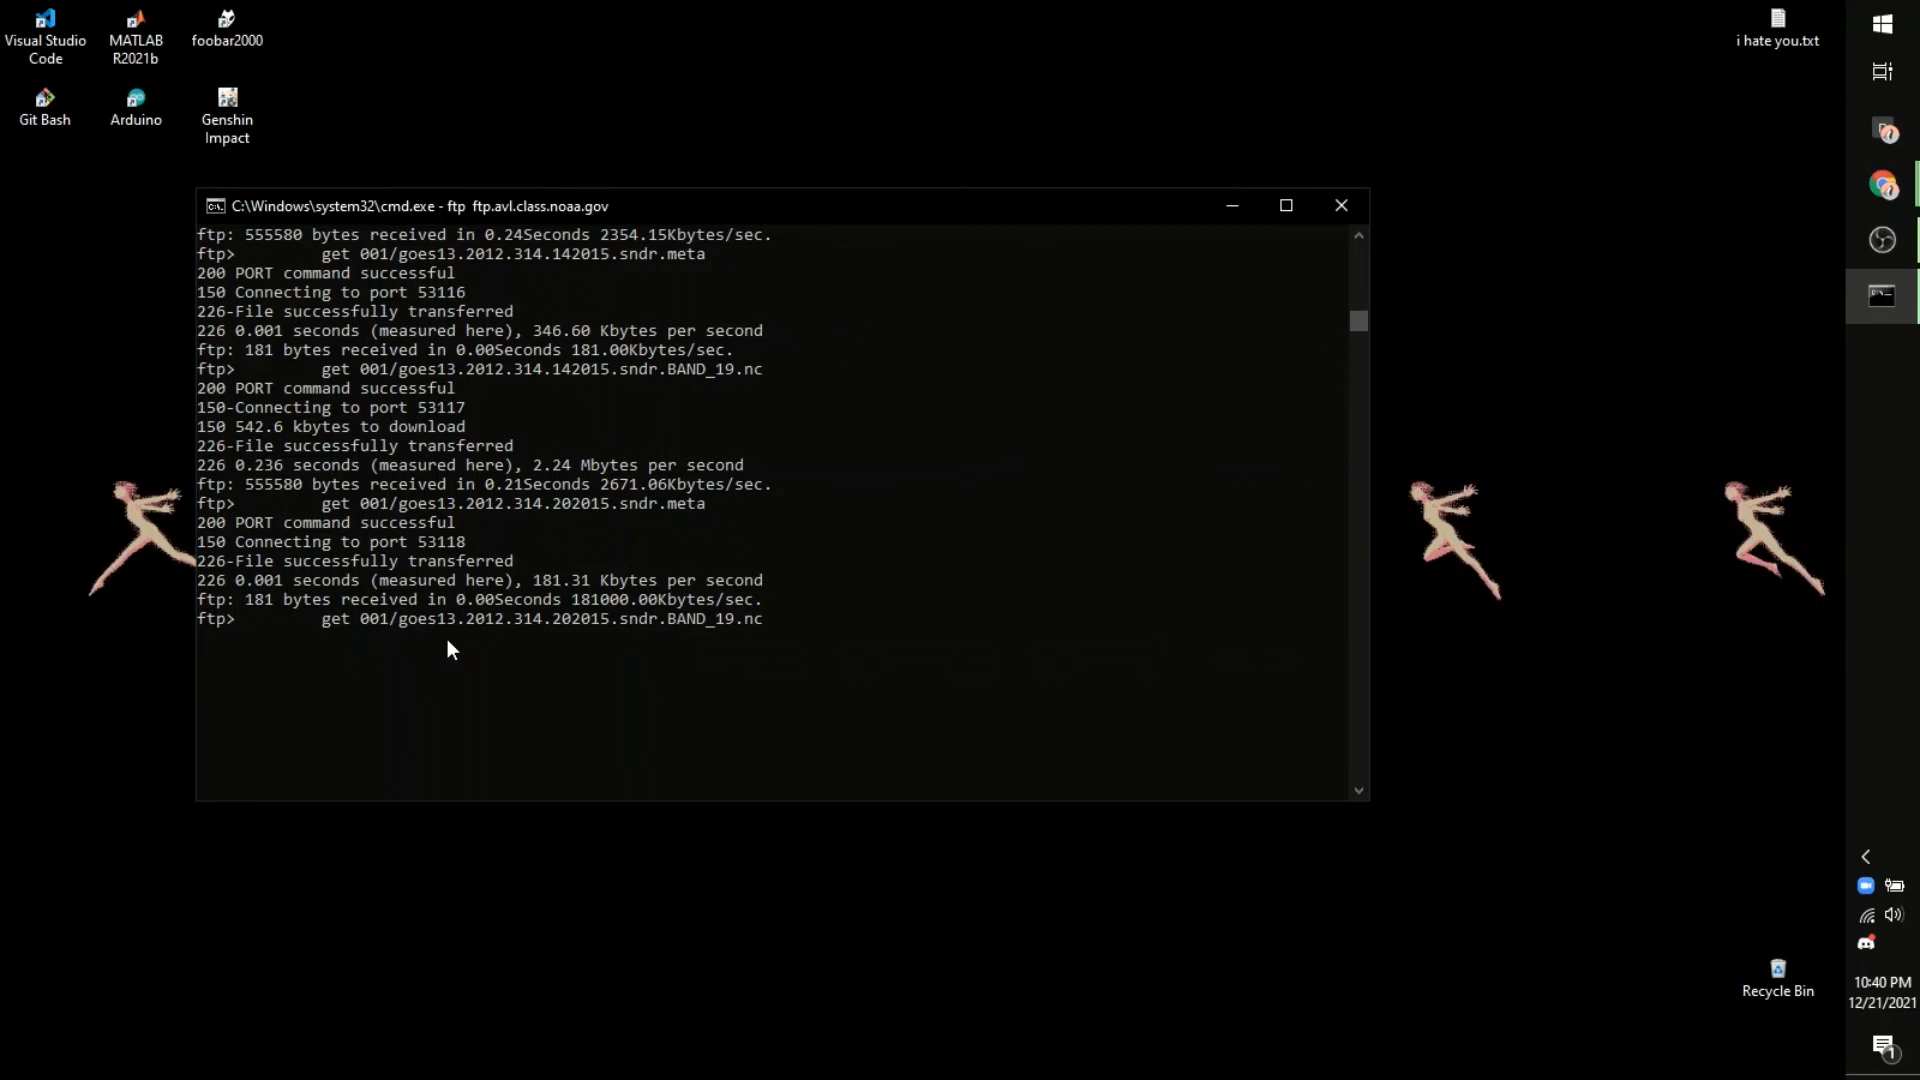 Visual Studio
Code
MATLAB
R2021b
foobar2000
Git Bash
Arduino
Genshin
Impact
i hate you.txt
C:\Windows\system32\cmd.exe - ftp  ftp.avl.class.noaa.gov
ftp: 555580 bytes received in 0.24Seconds 2354.15Kbytes/sec.
ftp>         get 001/goes13.2012.314.142015.sndr.meta
200 PORT command successful
150 Connecting to port 53116
226-File successfully transferred
226 0.001 seconds (measured here), 346.60 Kbytes per second
ftp: 181 bytes received in 0.00Seconds 181.00Kbytes/sec.
ftp>         get 001/goes13.2012.314.142015.sndr.BAND_19.nc
200 PORT command successful
150-Connecting to port 53117
150 542.6 kbytes to download
226-File successfully transferred
226 0.236 seconds (measured here), 2.24 Mbytes per second
ftp: 555580 bytes received in 0.21Seconds 2671.06Kbytes/sec.
ftp>         get 001/goes13.2012.314.202015.sndr.meta
200 PORT command successful
150 Connecting to port 53118
226-File successfully transferred
226 0.001 seconds (measured here), 181.31 Kbytes per second
ftp: 181 bytes received in 0.00Seconds 181000.00Kbytes/sec.
ftp>         get 001/goes13.2012.314.202015.sndr.BAND_19.nc
Recycle Bin
10:40 PM
12/21/2021
1